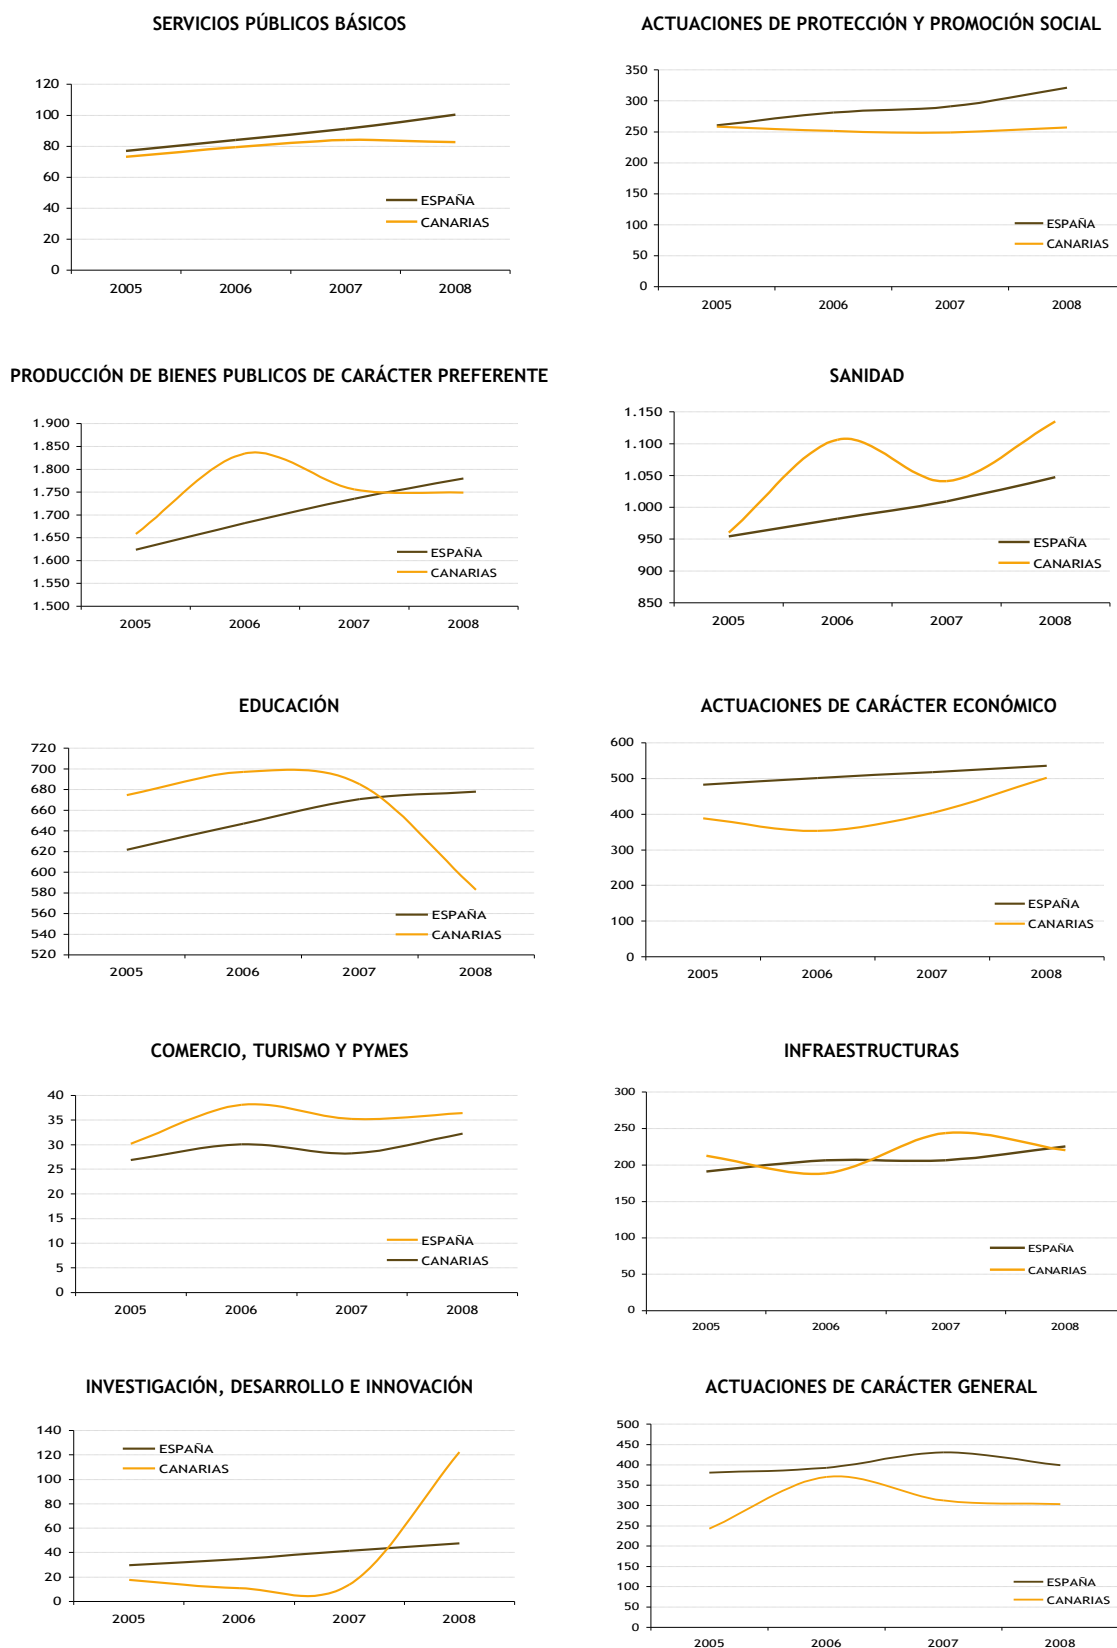 SERVICIOS PÚBLICOS BÁSICOS
120
100
80
60
40
20
0
ESPAÑA
CANARIAS
2005 2006 2007 2008
ACTUACIONES DE PROTECCIÓN Y PROMOCIÓN SOCIAL
350
300
250
200
150
100
50
0
ESPAÑA
CANARIAS
2005 2006 2007 2008
PRODUCCIÓN DE BIENES PUBLICOS DE CARÁCTER PREFERENTE
1.900
1.850
1.800
1.750
1.700
1.650
1.600
1.550
1.500
ESPAÑA
CANARIAS
2005 2006 2007 2008
SANIDAD
1.150
1.100
1.050
1.000
950
900
850
ESPAÑA
CANARIAS
2005 2006 2007 2008
EDUCACIÓN
720
700
680
660
640
620
600
580
560
540
520
ESPAÑA
CANARIAS
2005 2006 2007 2008
ACTUACIONES DE CARÁCTER ECONÓMICO
600
500
400
300
200
100
0
ESPAÑA
CANARIAS
2005 2006 2007 2008
COMERCIO, TURISMO Y PYMES
40
35
30
25
20
15
10
5
0
ESPAÑA
CANARIAS
2005 2006 2007 2008
INFRAESTRUCTURAS
300
250
200
150
100
50
0
ESPAÑA
CANARIAS
2005 2006 2007 2008
INVESTIGACIÓN, DESARROLLO E INNOVACIÓN
140
120
100
80
60
40
20
0
ESPAÑA
CANARIAS
2005 2006 2007 2008
ACTUACIONES DE CARÁCTER GENERAL
500
450
400
350
300
250
200
150
100
50
0
ESPAÑA
CANARIAS
2005 2006 2007 2008